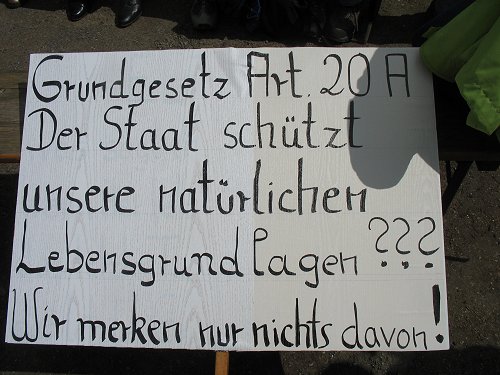 Grundgesetz Art. 20 A
Der Staat schützt
unsere natürlichen
Lebensgrundlagen ???
Wir merken nur nichts davon!